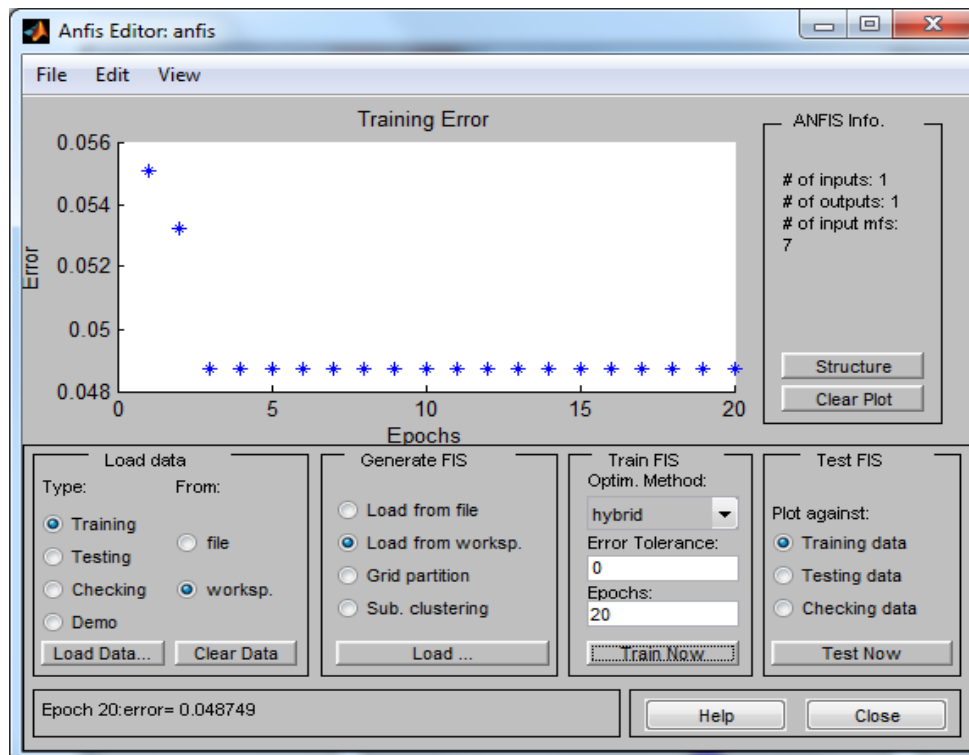 Anfis Editor: anfis
File Edit View
Training Error
0.056
0.054
0.052
0.05
0.048
Error
0 5 10 15 20
Epochs
ANFIS Info.
# of inputs: 1
# of outputs: 1
# of input mfs:
7
Structure
Clear Plot
Load data
Type: From:
Training
Testing
Checking
Demo
file
worksp.
Load Data... Clear Data
Generate FIS
Load from file
Load from worksp.
Grid partition
Sub. clustering
Load ...
Train FIS
Optim. Method:
hybrid
Error Tolerance:
0
Epochs:
20
Train Now
Test FIS
Plot against:
Training data
Testing data
Checking data
Test Now
Epoch 20:error= 0.048749
Help Close